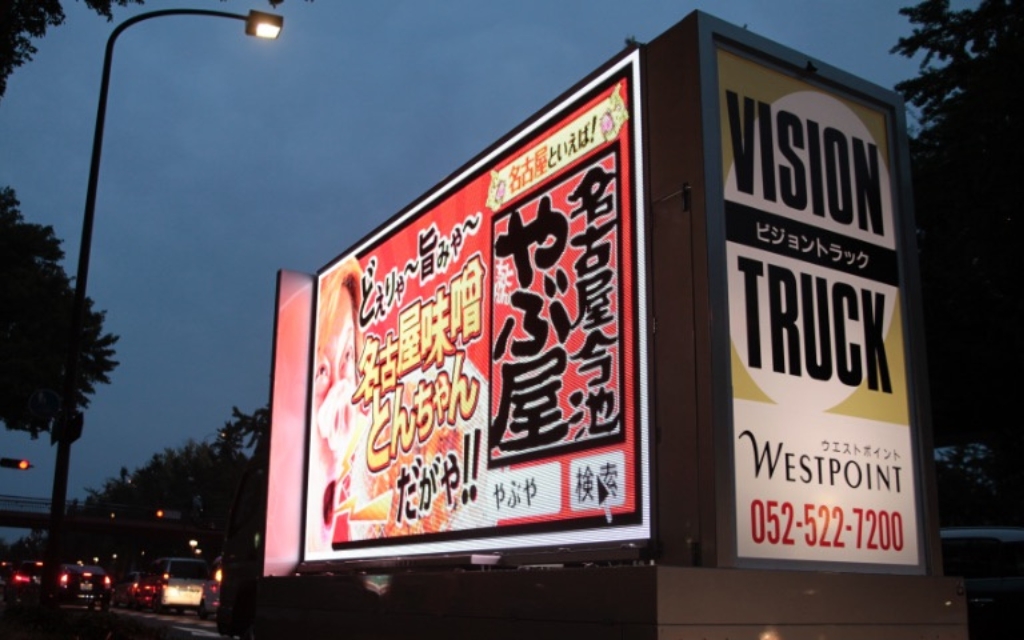 名古屋といえば!
どえりゃ〜旨みゃ〜
名古屋味噌
とんちゃん
だがや!!
名古屋今池
やぶ屋
やぶや
検索
VISION
ビジョントラック
TRUCK
ウエストポイント
WESTPOINT
052-522-7200